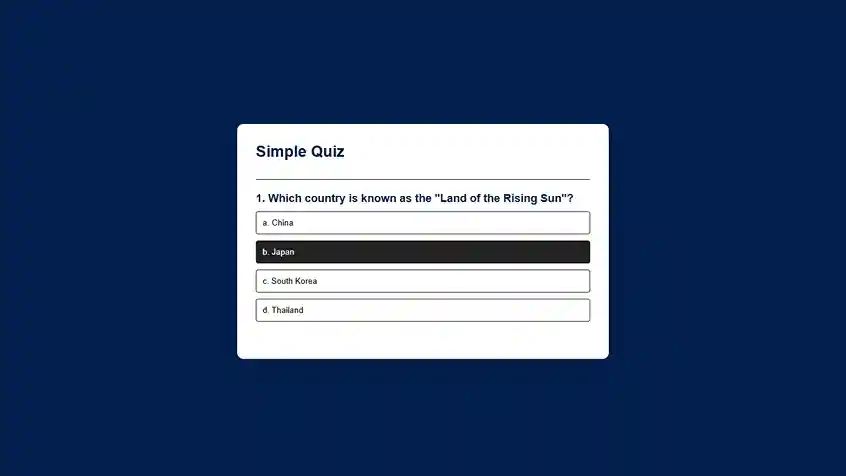 Simple Quiz
1. Which country is known as the "Land of the Rising Sun"?
a. China
b. Japan
c. South Korea
d. Thailand